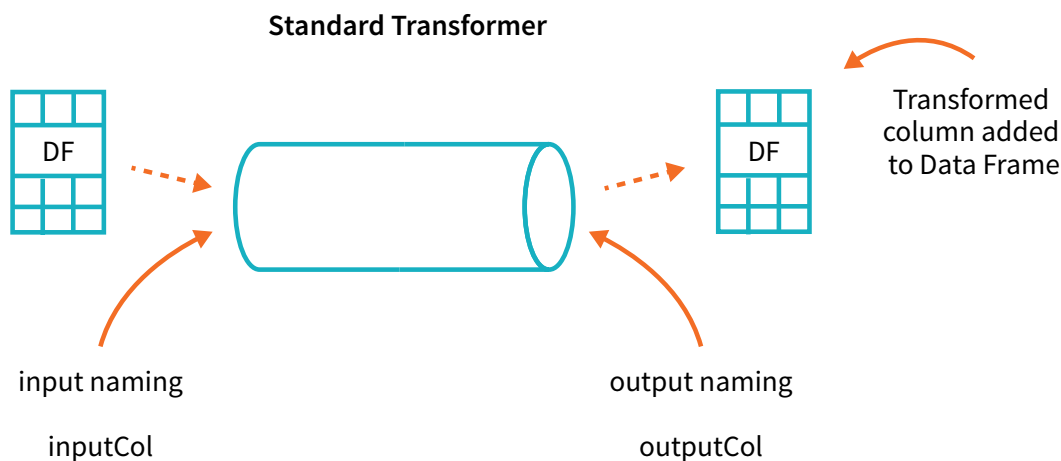 Standard Transformer
DF
DF
Transformed
column added
to Data Frame
input naming
output naming
inputCol
outputCol